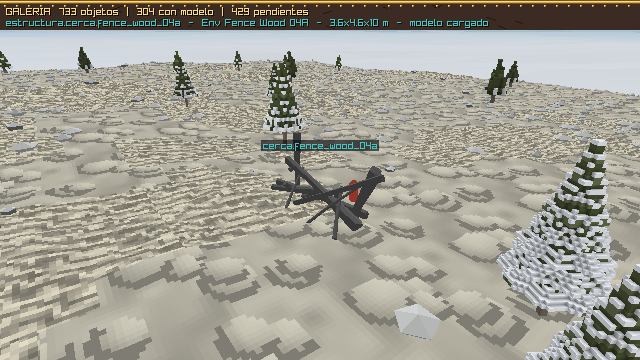 GALERIA 733 objetos | 304 con modelo | 429 pendientes
estructura.cerca.fence_wood_04a - Env Fence Wood 04A - 3.6x4.6x10 m - modelo cargado
cerca.fence_wood_04a